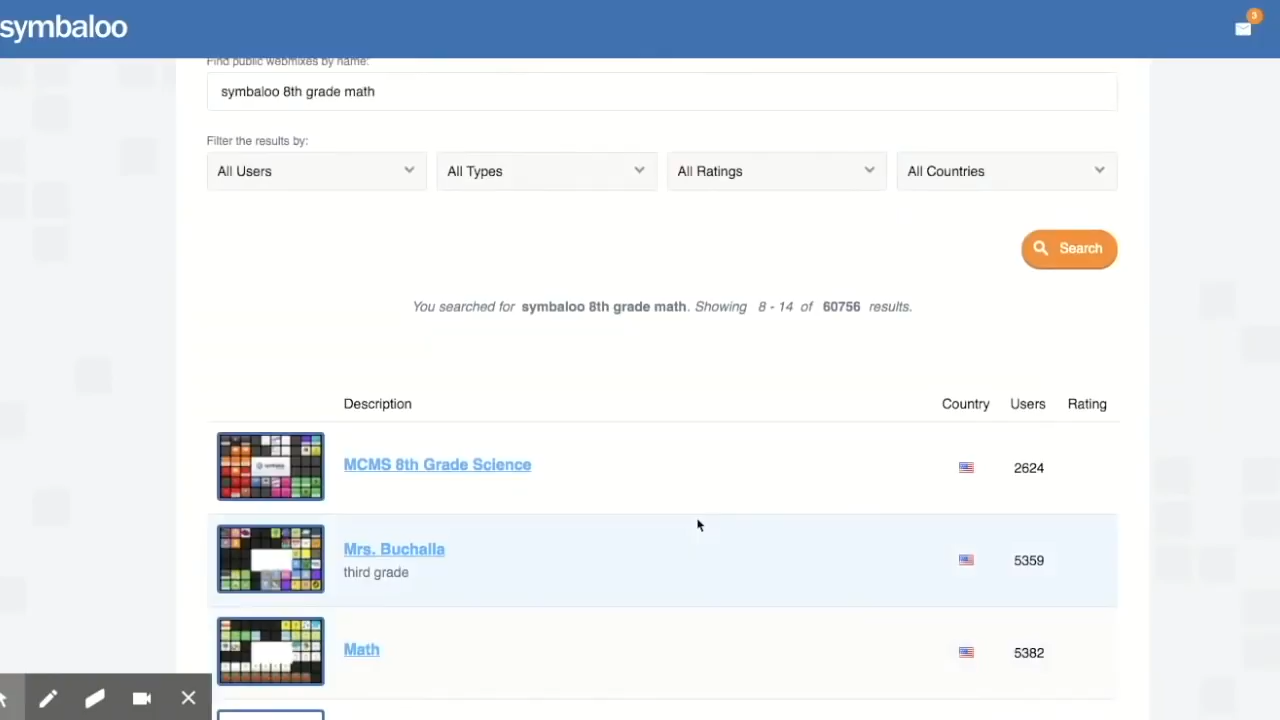 symbaloo
3
Find public webmixes by name:
symbaloo 8th grade math
Filter the results by:
All Users All Types All Ratings All Countries
Search
You searched for symbaloo 8th grade math. Showing 8 - 14 of 60756 results.
Description Country Users Rating
MCMS 8th Grade Science 2624
Mrs. Buchalla 5359
third grade
Math 5382